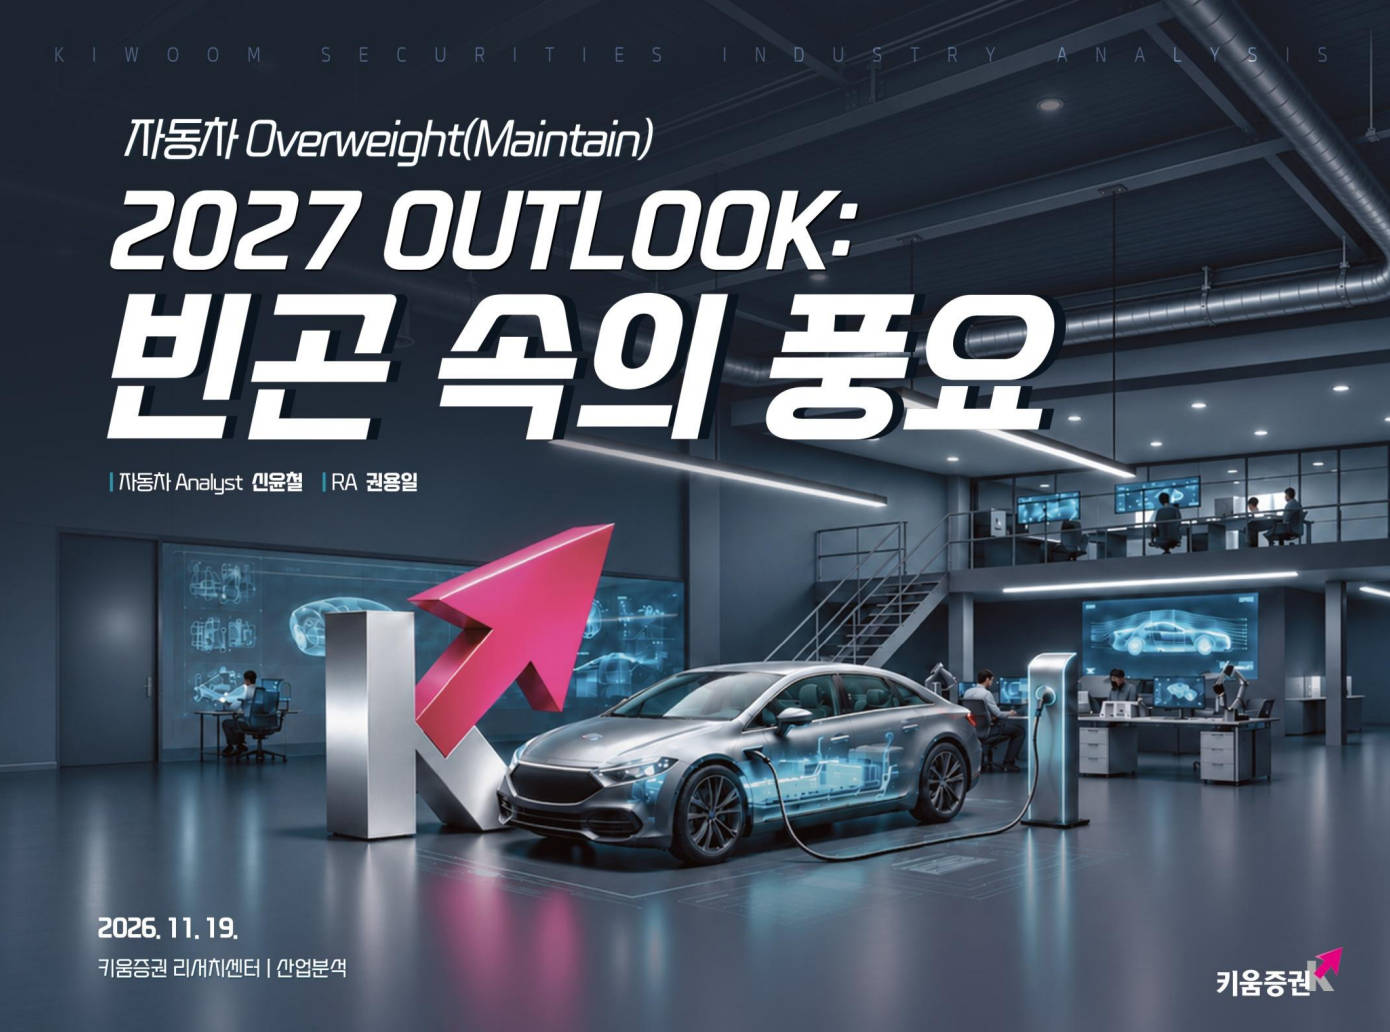 KIWOOM SECURITIES INDUSTRY ANALYSIS
자동차 Overweight(Maintain)
2027 OUTLOOK:
빈곤 속의 풍요
자동차 Analyst 신윤철 | RA 권용일
2026. 11. 19.
키움증권 리서치센터 | 산업분석
키움증권